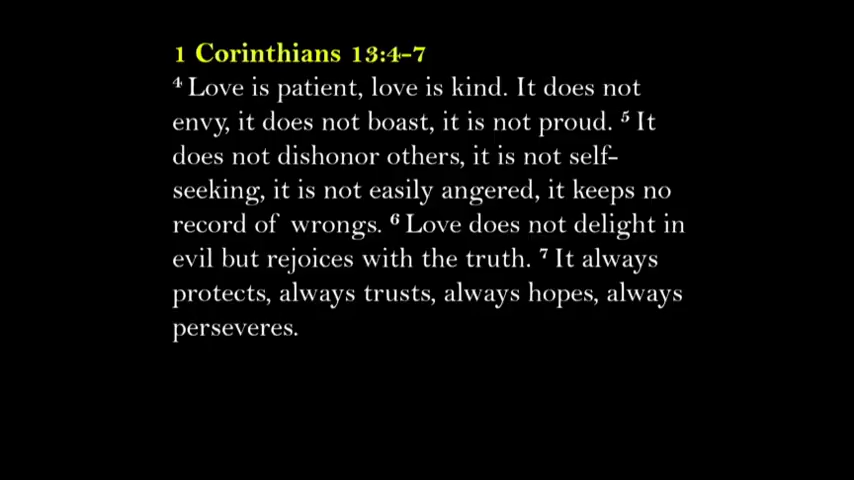 1 Corinthians 13:4–7
⁴ Love is patient, love is kind. It does not
envy, it does not boast, it is not proud. ⁵ It
does not dishonor others, it is not self-
seeking, it is not easily angered, it keeps no
record of wrongs. ⁶ Love does not delight in
evil but rejoices with the truth. ⁷ It always
protects, always trusts, always hopes, always
perseveres.